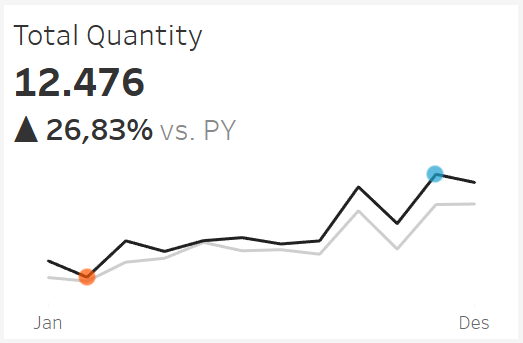 Total Quantity
12.476
▲ 26,83% vs. PY
Jan Des